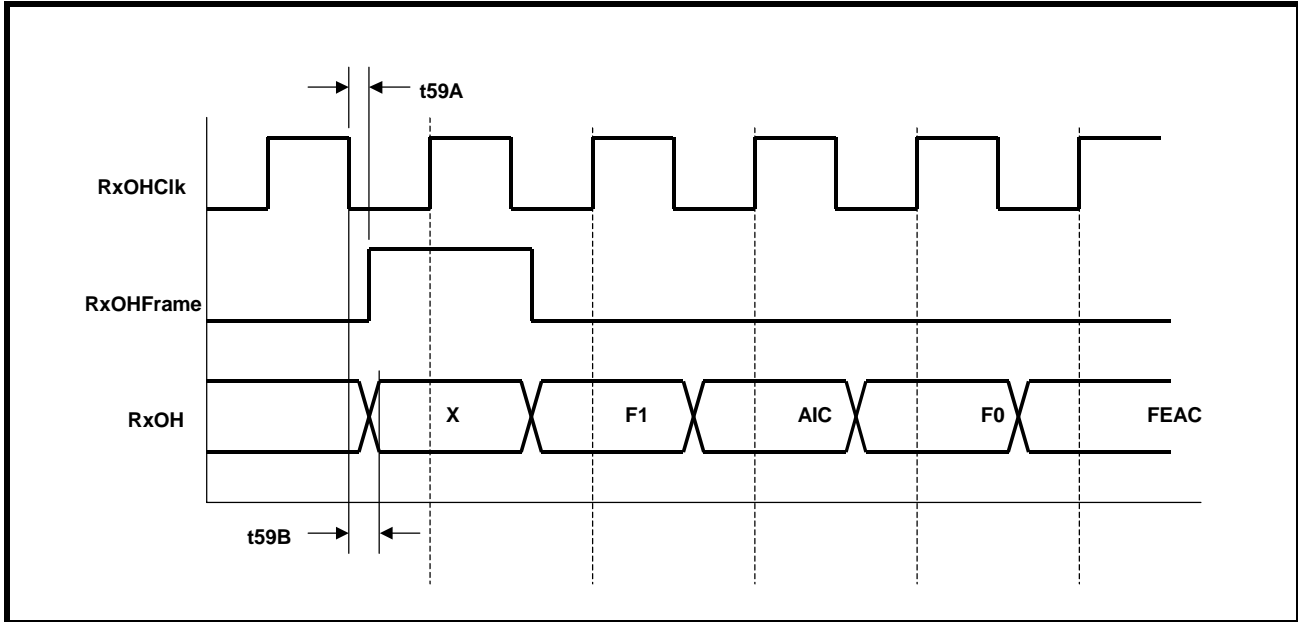 t59A
RxOHClk
RxOHFrame
RxOH
X
F1
AIC
F0
FEAC
t59B